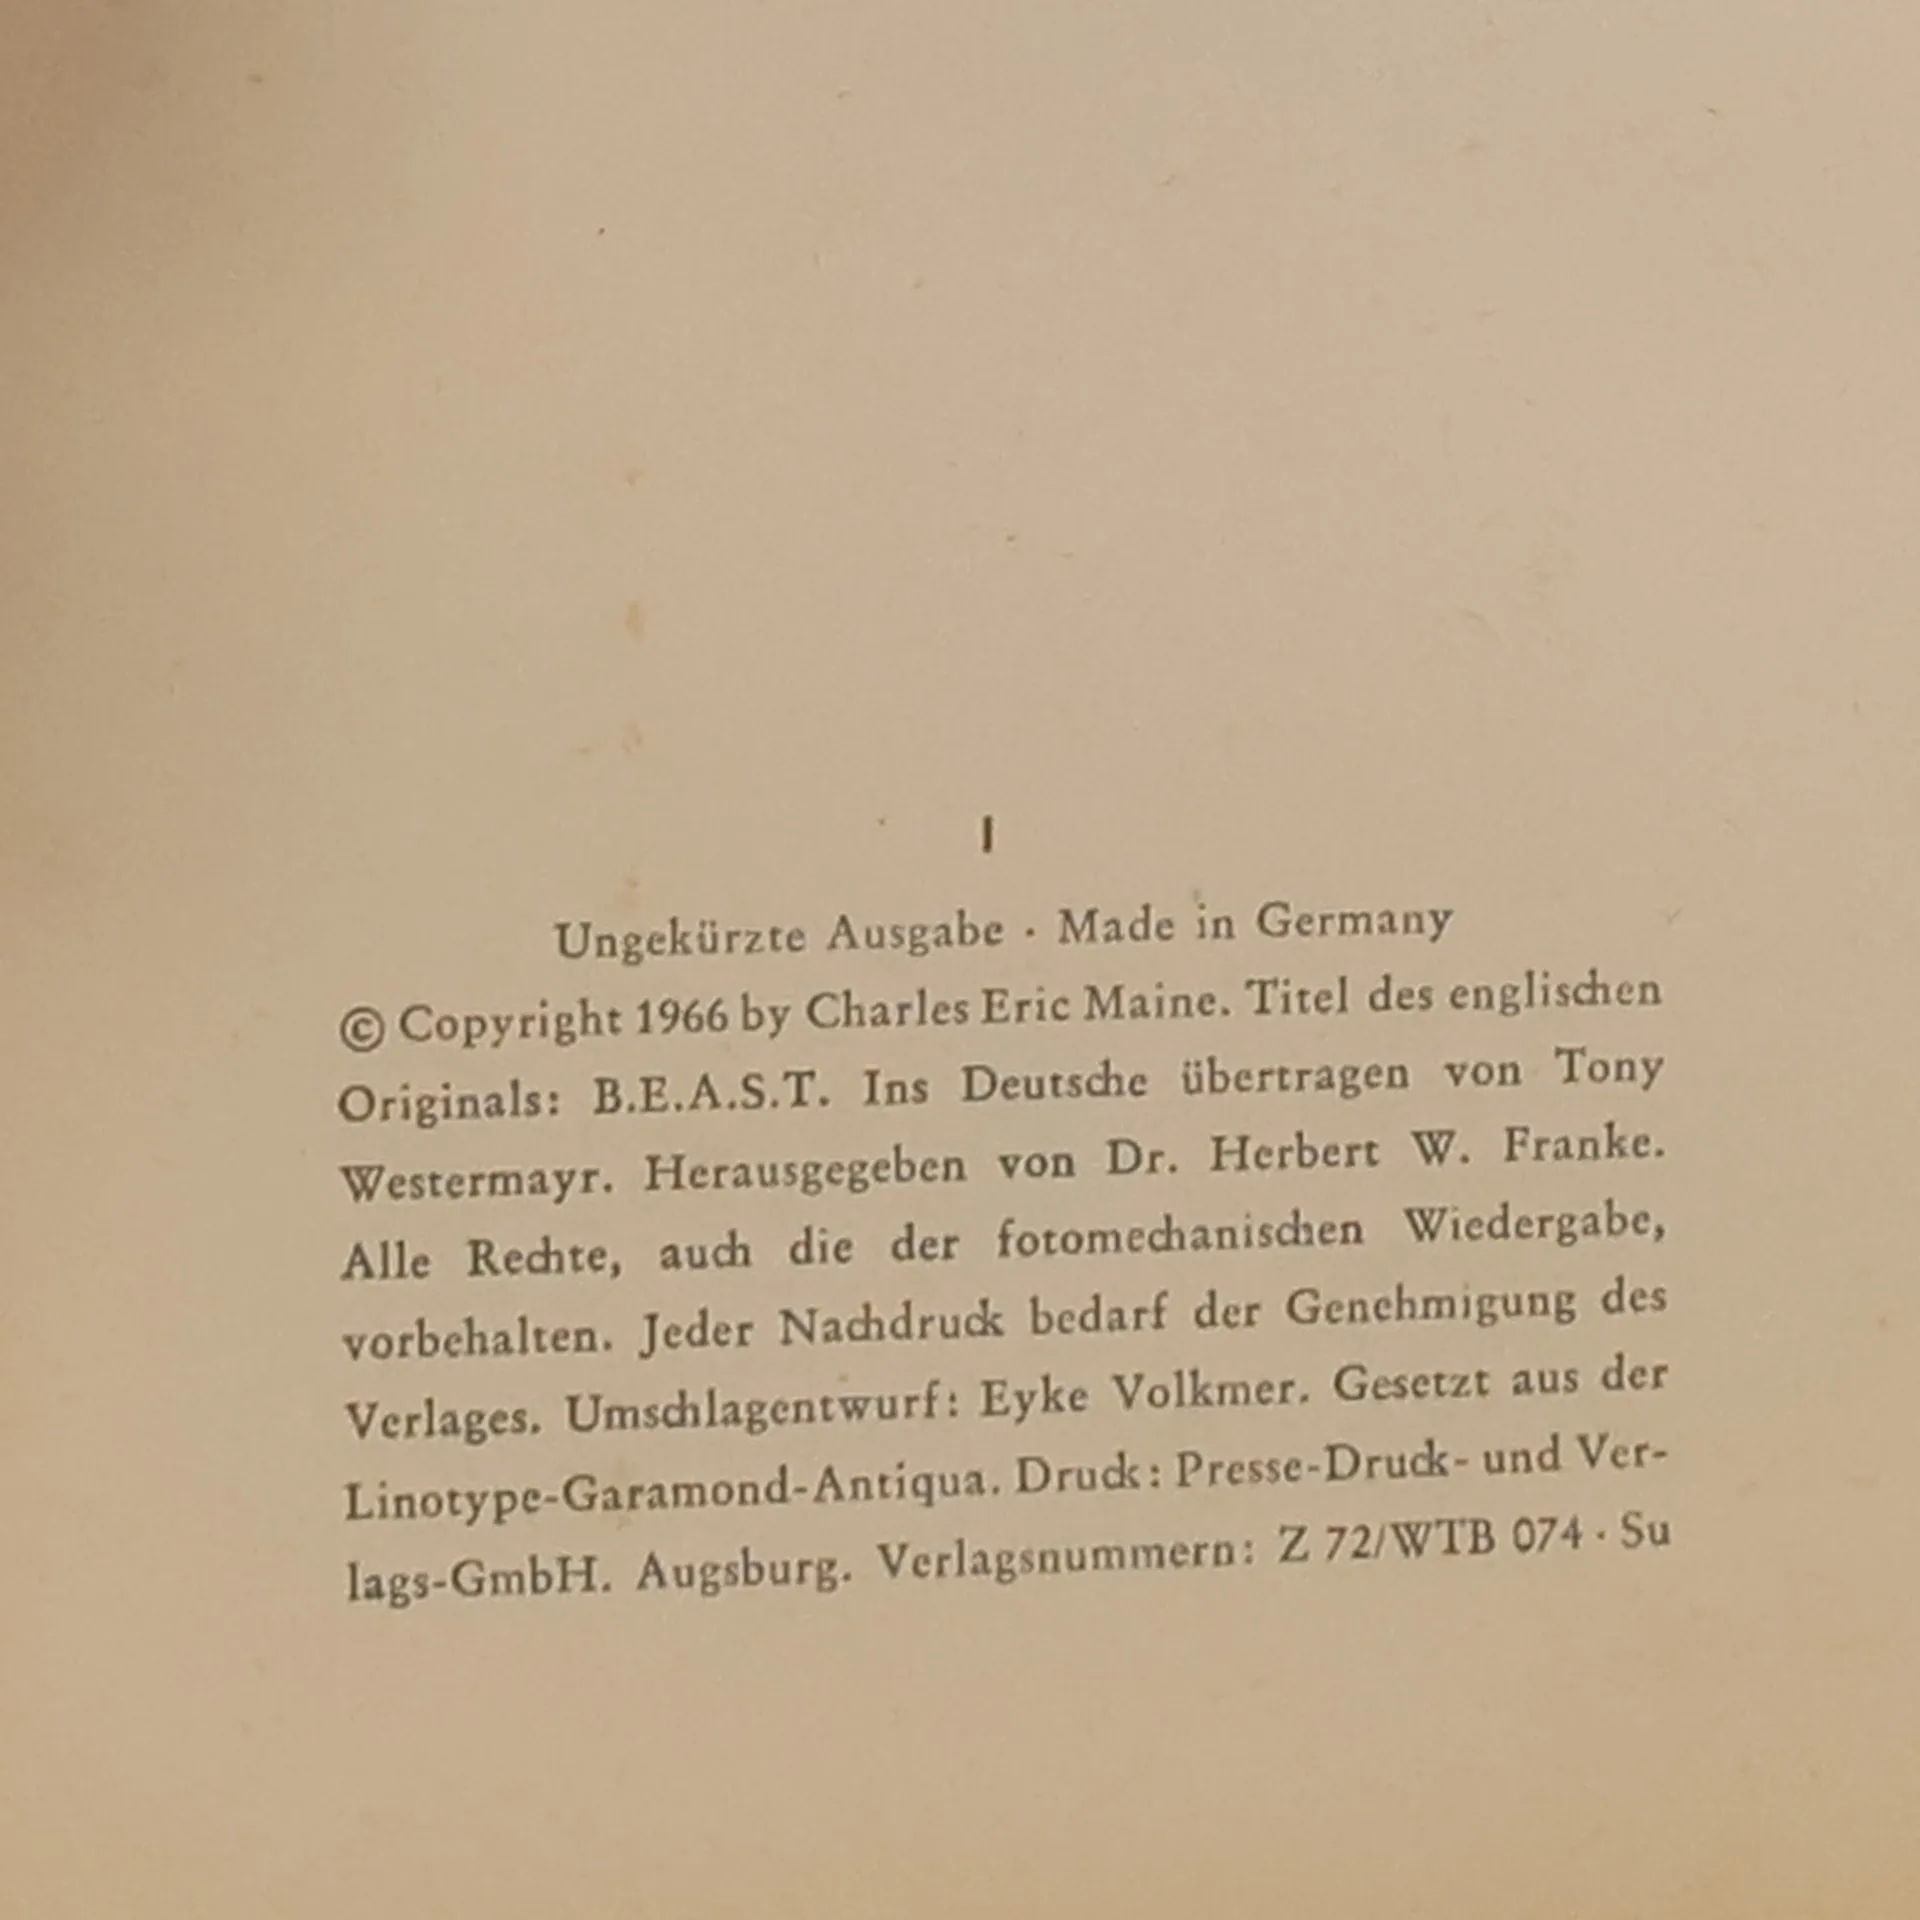 I
Ungekürzte Ausgabe · Made in Germany
© Copyright 1966 by Charles Eric Maine. Titel des englischen
Originals: B.E.A.S.T. Ins Deutsche übertragen von Tony
Westermayr. Herausgegeben von Dr. Herbert W. Franke.
Alle Rechte, auch die der fotomechanischen Wiedergabe,
vorbehalten. Jeder Nachdruck bedarf der Genehmigung des
Verlages. Umschlagentwurf: Eyke Volkmer. Gesetzt aus der
Linotype-Garamond-Antiqua. Druck: Presse-Druck- und Ver-
lags-GmbH. Augsburg. Verlagsnummern: Z 72/WTB 074 · Su